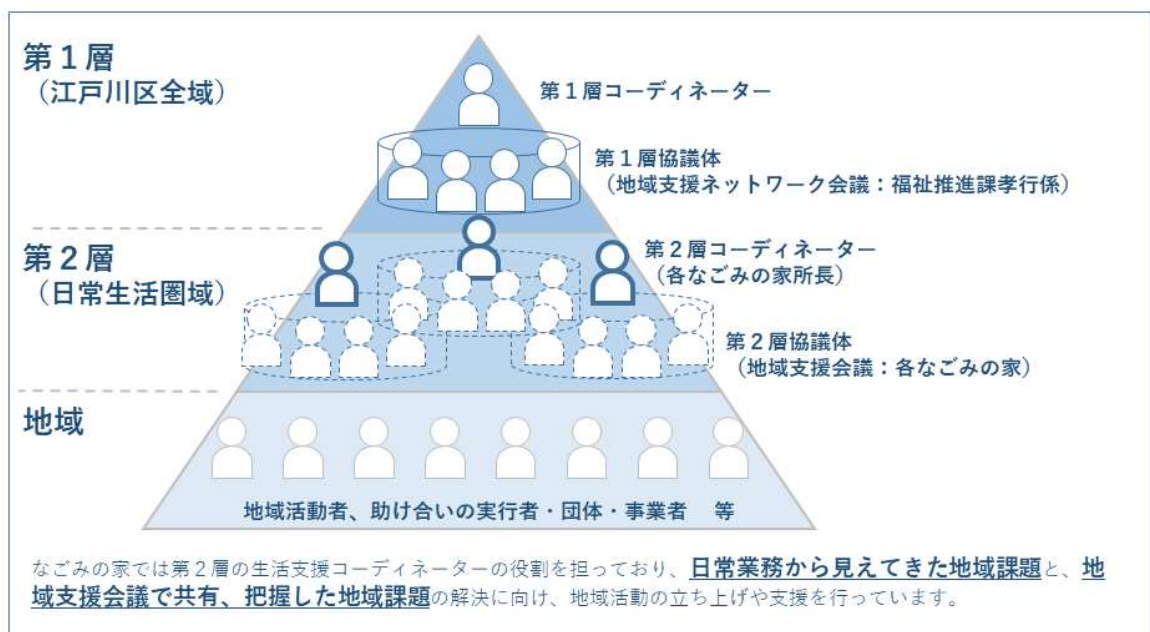 第１層
（江戸川区全域）
第１層コーディネーター
第１層協議体
（地域支援ネットワーク会議：福祉推進課孝行係）
第２層
（日常生活圏域）
第２層コーディネーター
（各なごみの家所長）
第２層協議体
（地域支援会議：各なごみの家）
地域
地域活動者、助け合いの実行者・団体・事業者　等
なごみの家では第２層の生活支援コーディネーターの役割を担っており、日常業務から見えてきた地域課題と、地
域支援会議で共有、把握した地域課題の解決に向け、地域活動の立ち上げや支援を行っています。